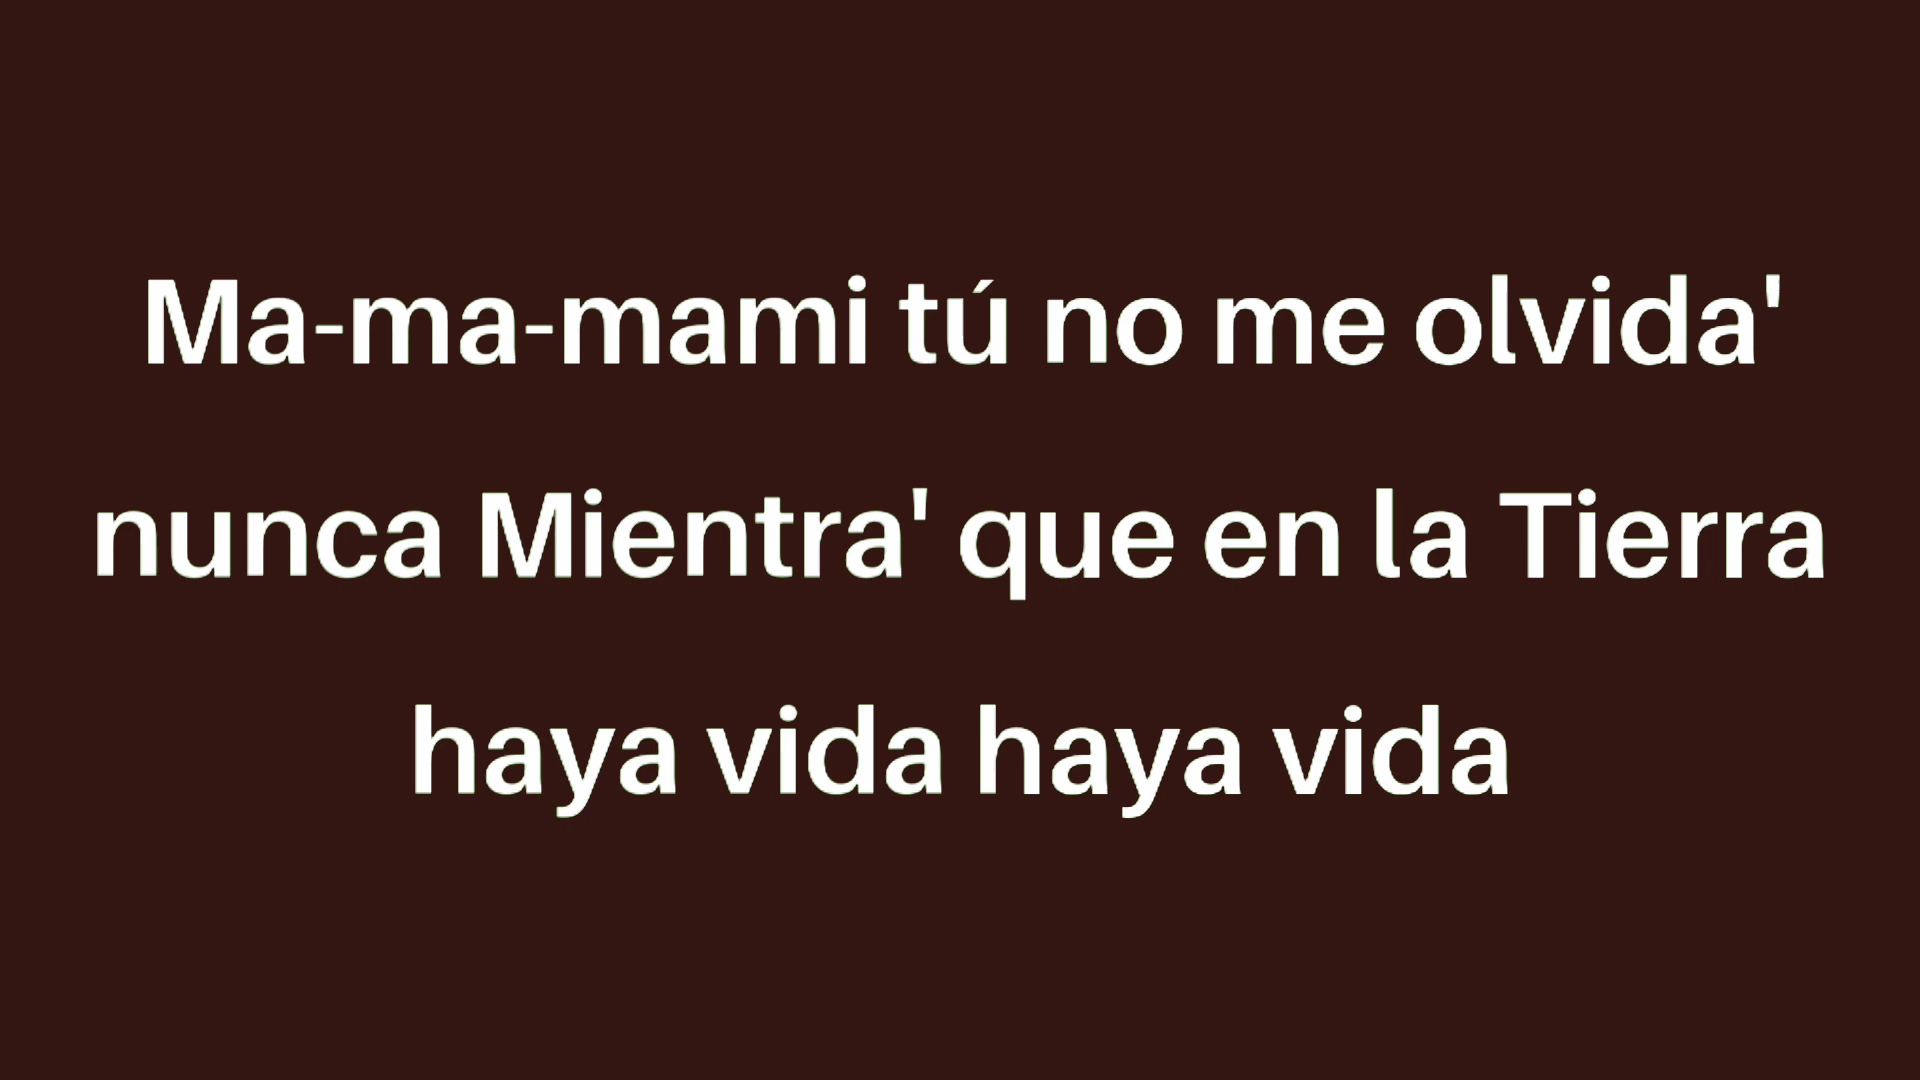 Ma-ma-mami tú no me olvida'
nunca Mientra' que en la Tierra
haya vida haya vida